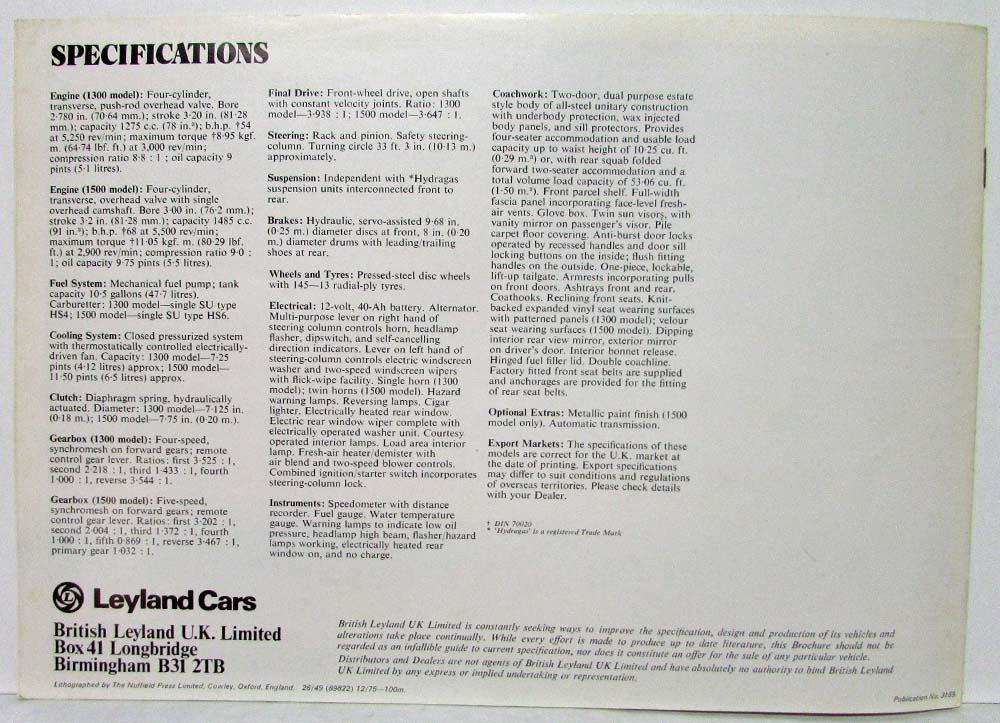 SPECIFICATIONS
Engine (1300 model): Four-cylinder,
transverse, push-rod overhead valve. Bore
2·780 in. (70·64 mm.); stroke 3·20 in. (81·28
mm.); capacity 1275 c.c. (78 in.³); b.h.p. †54
at 5,250 rev/min; maximum torque †8·95 kgf.
m. (64·74 lbf. ft.) at 3,000 rev/min;
compression ratio 8·8 : 1 ; oil capacity 9
pints (5·1 litres).
Engine (1500 model): Four-cylinder,
transverse, overhead valve with single
overhead camshaft. Bore 3·00 in. (76·2 mm.);
stroke 3·2 in. (81·28 mm.); capacity 1485 c.c.
(91 in.³); b.h.p. †68 at 5,500 rev/min;
maximum torque †11·05 kgf. m. (80·29 lbf.
ft.) at 2,900 rev/min; compression ratio 9·0 :
1; oil capacity 9·75 pints (5·5 litres).
Fuel System: Mechanical fuel pump; tank
capacity 10·5 gallons (47·7 litres).
Carburetter: 1300 model—single SU type
HS4; 1500 model—single SU type HS6.
Cooling System: Closed pressurized system
with thermostatically controlled electrically-
driven fan. Capacity: 1300 model—7·25
pints (4·12 litres) approx; 1500 model—
11·50 pints (6·5 litres) approx.
Clutch: Diaphragm spring, hydraulically
actuated. Diameter: 1300 model—7·125 in.
(0·18 m.); 1500 model—7·75 in. (0·20 m.).
Gearbox (1300 model): Four-speed,
synchromesh on forward gears; remote
control gear lever. Ratios: first 3·525 : 1,
second 2·218 : 1, third 1·433 : 1, fourth
1·000 : 1, reverse 3·544 : 1.
Gearbox (1500 model): Five-speed,
synchromesh on forward gears; remote
control gear lever. Ratios: first 3·202 : 1,
second 2·004 : 1, third 1·372 : 1, fourth
1·000 : 1, fifth 0·869 : 1, reverse 3·467 : 1,
primary gear 1·032 : 1.
Final Drive: Front-wheel drive, open shafts
with constant velocity joints. Ratio: 1300
model—3·938 : 1; 1500 model—3·647 : 1.
Steering: Rack and pinion. Safety steering-
column. Turning circle 33 ft. 3 in. (10·13 m.)
approximately.
Suspension: Independent with *Hydragas
suspension units interconnected front to
rear.
Brakes: Hydraulic, servo-assisted 9·68 in.
(0·25 m.) diameter discs at front, 8 in. (0·20
m.) diameter drums with leading/trailing
shoes at rear.
Wheels and Tyres: Pressed-steel disc wheels
with 145—13 radial-ply tyres.
Electrical: 12-volt, 40-Ah battery. Alternator.
Multi-purpose lever on right hand of
steering column controls horn, headlamp
flasher, dipswitch, and self-cancelling
direction indicators. Lever on left hand of
steering-column controls electric windscreen
washer and two-speed windscreen wipers
with flick-wipe facility. Single horn (1300
model); twin horns (1500 model). Hazard
warning lamps. Reversing lamps. Cigar
lighter. Electrically heated rear window.
Electric rear window wiper complete with
electrically operated washer unit. Courtesy
operated interior lamps. Load area interior
lamp. Fresh-air heater/demister with
air blend and two-speed blower controls.
Combined ignition/starter switch incorporates
steering-column lock.
Instruments: Speedometer with distance
recorder. Fuel gauge. Water temperature
gauge. Warning lamps to indicate low oil
pressure, headlamp high beam, flasher/hazard
lamps working, electrically heated rear
window on, and no charge.
Coachwork: Two-door, dual purpose estate
style body of all-steel unitary construction
with underbody protection, wax injected
body panels, and sill protectors. Provides
four-seater accommodation and usable load
capacity up to waist height of 10·25 cu. ft.
(0·29 m.³) or, with rear squab folded
forward two-seater accommodation and a
total volume load capacity of 53·06 cu. ft.
(1·50 m.³). Front parcel shelf. Full-width
fascia panel incorporating face-level fresh-
air vents. Glove box. Twin sun visors, with
vanity mirror on passenger's visor. Pile
carpet floor covering. Anti-burst door locks
operated by recessed handles and door sill
locking buttons on the inside; flush fitting
handles on the outside. One-piece, lockable,
lift-up tailgate. Armrests incorporating pulls
on front doors. Ashtrays front and rear.
Coathooks. Reclining front seats. Knit-
backed expanded vinyl seat wearing surfaces
with patterned panels (1300 model); velour
seat wearing surfaces (1500 model). Dipping
interior rear view mirror, exterior mirror
on driver's door. Interior bonnet release.
Hinged fuel filler lid. Double coachline.
Factory fitted front seat belts are supplied
and anchorages are provided for the fitting
of rear seat belts.
Optional Extras: Metallic paint finish (1500
model only). Automatic transmission.
Export Markets: The specifications of these
models are correct for the U.K. market at
the date of printing. Export specifications
may differ to suit conditions and regulations
of overseas territories. Please check details
with your Dealer.
† DIN 70020
* 'Hydragas' is a registered Trade Mark
Leyland Cars
British Leyland U.K. Limited
Box 41 Longbridge
Birmingham B31 2TB
British Leyland UK Limited is constantly seeking ways to improve the specification, design and production of its vehicles and
alterations take place continually. While every effort is made to produce up to date literature, this Brochure should not be
regarded as an infallible guide to current specification, nor does it constitute an offer for the sale of any particular vehicle.
Distributors and Dealers are not agents of British Leyland UK Limited and have absolutely no authority to bind British Leyland
UK Limited by any express or implied undertaking or representation.
Lithographed by The Nuffield Press Limited, Cowley, Oxford, England. 26/49 (89822) 12/75—100m.
Publication No. 3155